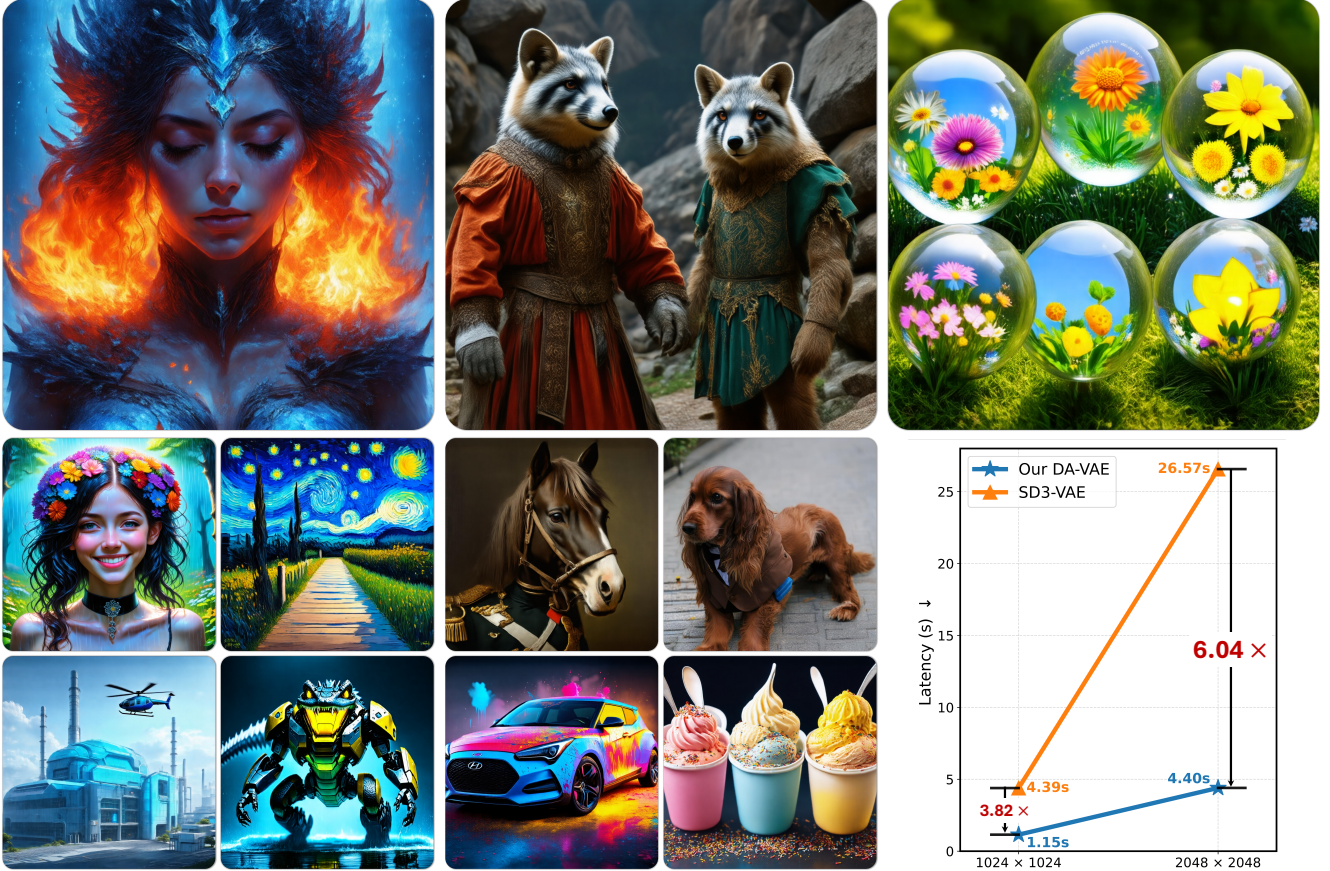 Our DA-VAE
SD3-VAE
Latency (s) ↓
25
20
15
10
5
0
26.57s
6.04 ×
4.40s
4.39s
3.82 ×
1.15s
1024 × 1024
2048 × 2048